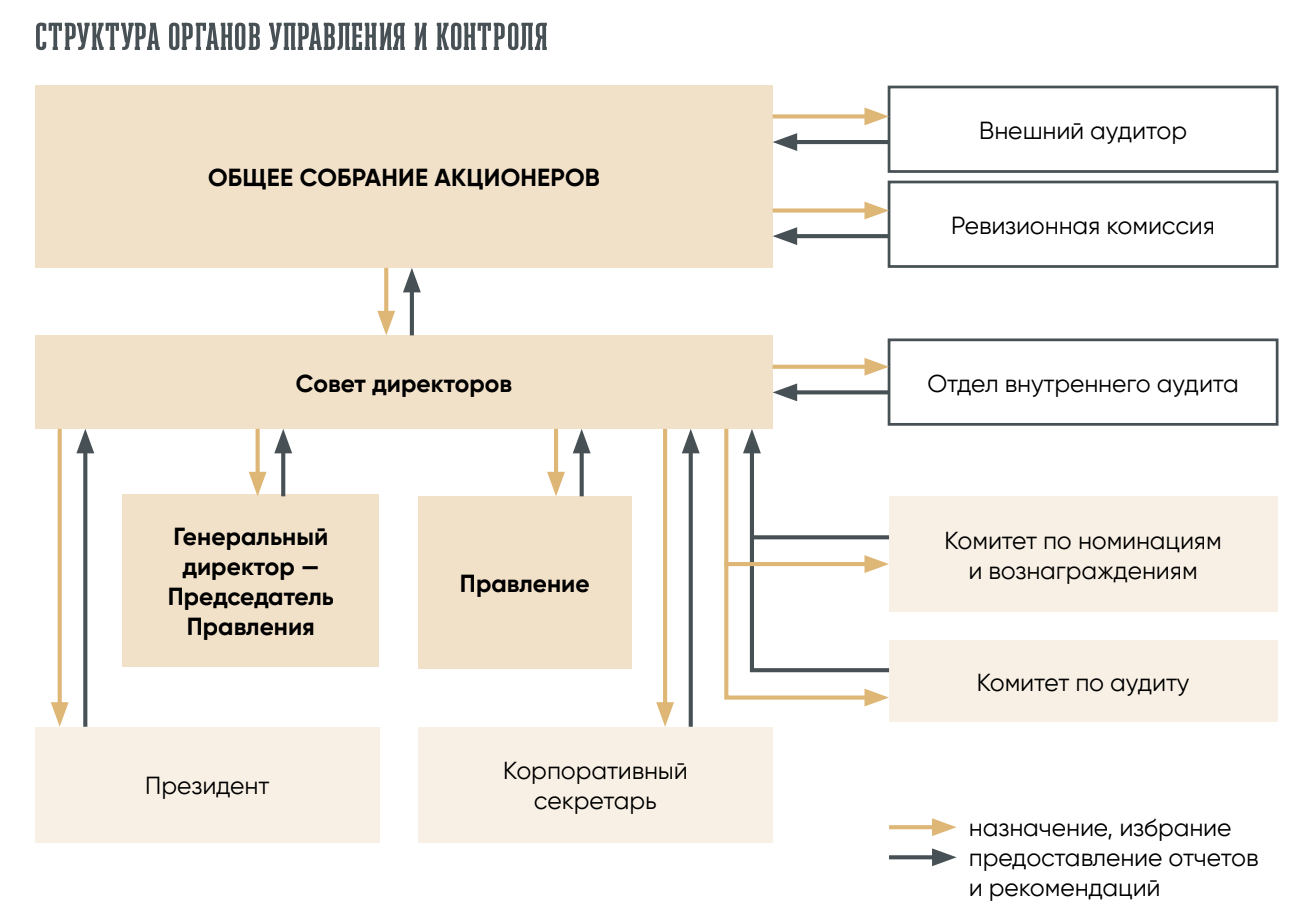 СТРУКТУРА ОРГАНОВ УПРАВЛЕНИЯ И КОНТРОЛЯ
ОБЩЕЕ СОБРАНИЕ АКЦИОНЕРОВ
Внешний аудитор
Ревизионная комиссия
Совет директоров
Отдел внутреннего аудита
Генеральный
директор —
Председатель
Правления
Правление
Комитет по номинациям
и вознаграждениям
Комитет по аудиту
Президент
Корпоративный
секретарь
назначение, избрание
предоставление отчетов
и рекомендаций